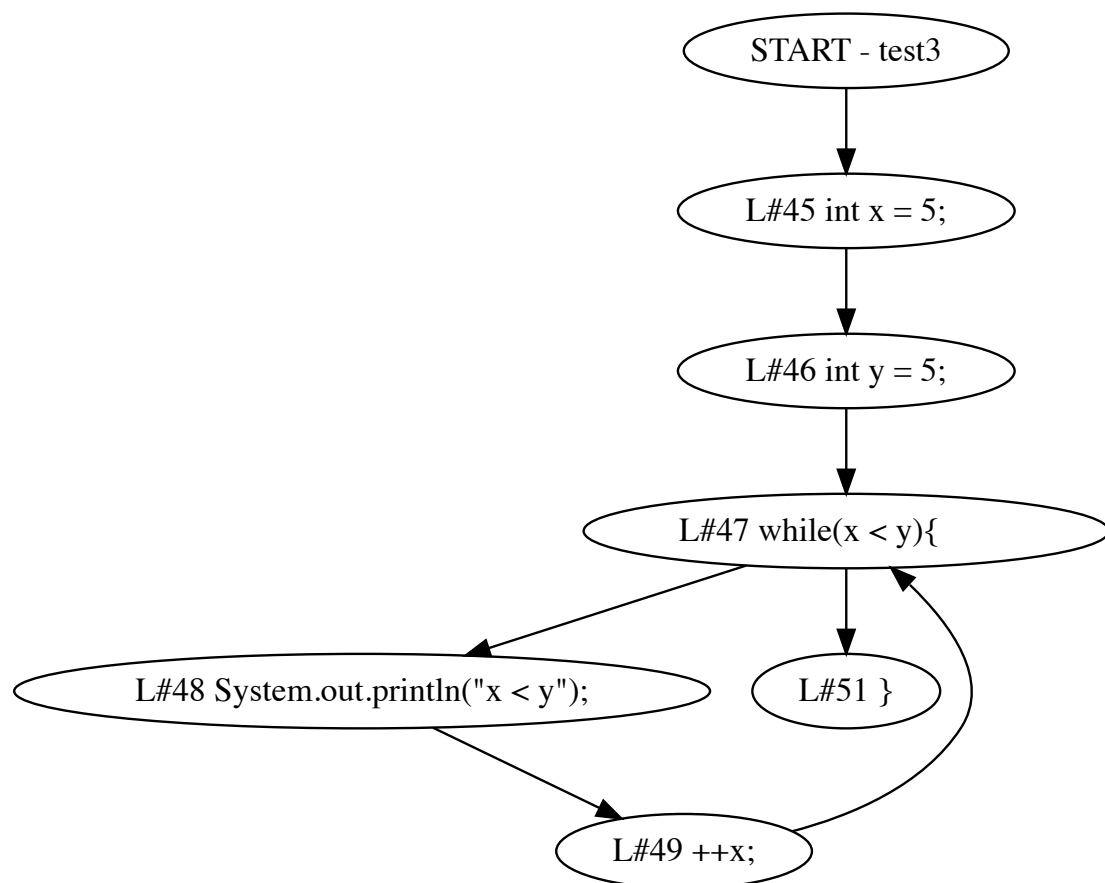 START - test3
L#45 int x = 5;
L#46 int y = 5;
L#47 while(x < y){
L#48 System.out.println("x < y");
L#51 }
L#49 ++x;